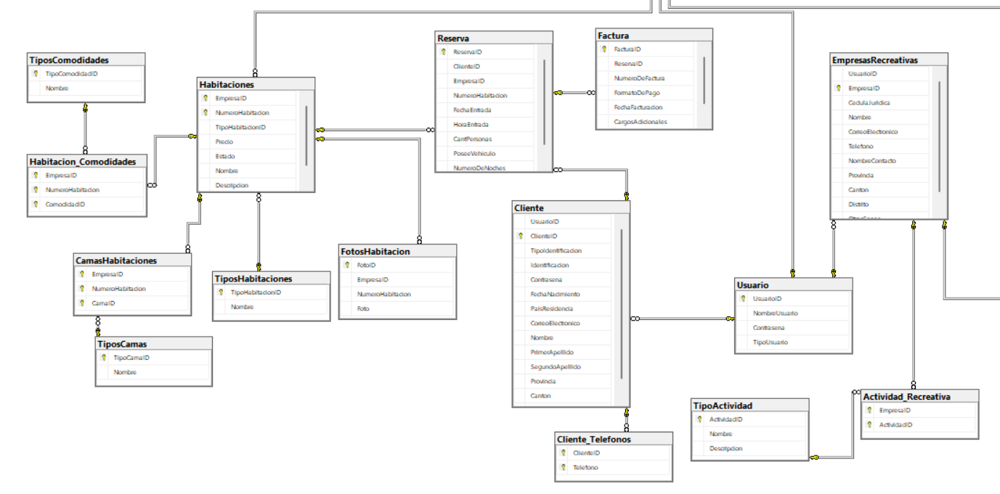 TiposComodidades
TipoComodidadID
Nombre
Habitacion_Comodidades
EmpresaID
NumeroHabitacion
ComodidadID
Habitaciones
EmpresaID
NumeroHabitacion
TipoHabitacionID
Precio
Estado
Nombre
Descripcion
CamasHabitaciones
EmpresaID
NumeroHabitacion
CamaID
TiposCamas
TipoCamaID
Nombre
TiposHabitaciones
TipoHabitacionID
Nombre
FotosHabitacion
FotoID
EmpresaID
NumeroHabitacion
Foto
Reserva
ReservaID
ClienteID
EmpresaID
NumeroHabitacion
FechaEntrada
HoraEntrada
CantPersonas
PoseeVehiculo
NumeroDeNoches
Factura
FacturaID
ReservaID
NumeroDeFactura
FormatoDePago
FechaFacturacion
CargosAdicionales
Cliente
UsuarioID
ClienteID
TipoIdentificacion
Identificacion
Contrasena
FechaNacimiento
PaisResidencia
CorreoElectronico
Nombre
PrimerApellido
SegundoApellido
Provincia
Canton
Cliente_Telefonos
ClienteID
Telefono
EmpresasRecreativas
UsuarioID
EmpresaID
CedulaJuridica
Nombre
CorreoElectronico
Telefono
NombreContacto
Provincia
Canton
Distrito
Usuario
UsuarioID
NombreUsuario
Contrasena
TipoUsuario
TipoActividad
ActividadID
Nombre
Descripcion
Actividad_Recreativa
EmpresaID
ActividadID